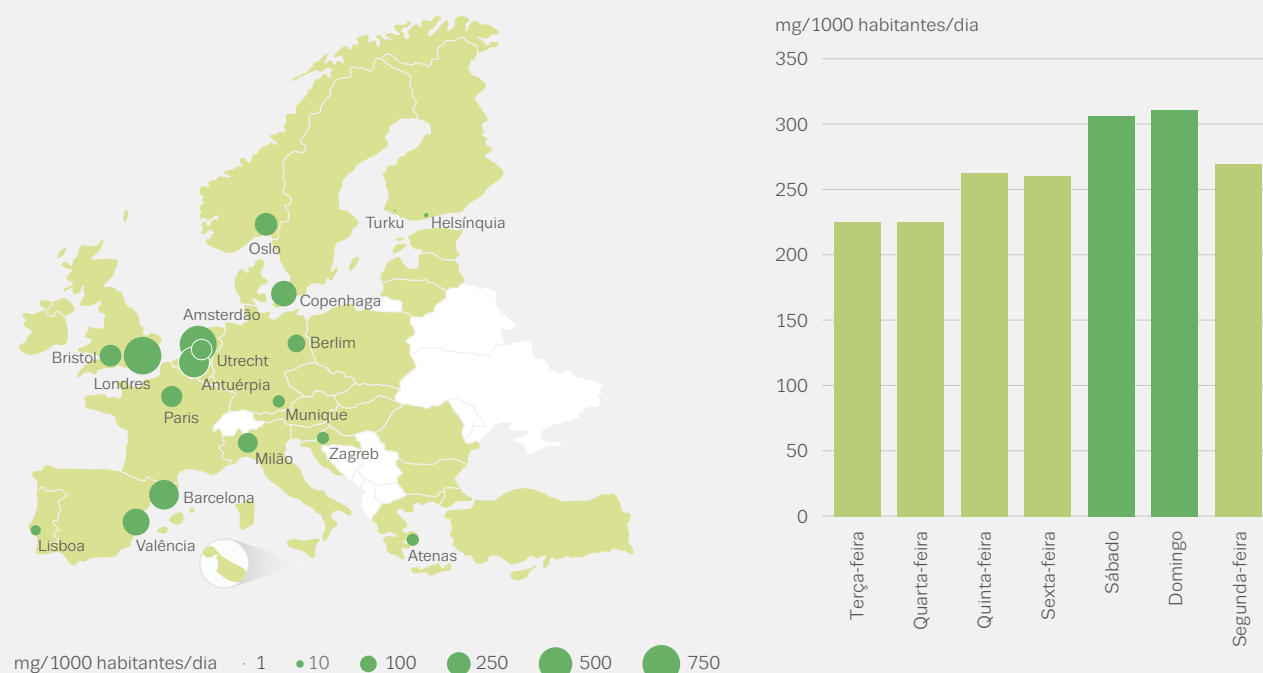 Turku
Helsínquia
Oslo
Copenhaga
Amsterdão
Berlim
Bristol
Utrecht
Londres
Antuérpia
Paris
Munique
Zagreb
Milão
Barcelona
Lisboa
Valência
Atenas
mg/1000 habitantes/dia 1 10 100 250 500 750
mg/1000 habitantes/dia
350
300
250
200
150
100
50
0
Terça-feira
Quarta-feira
Quinta-feira
Sexta-feira
Sábado
Domingo
Segunda-feira